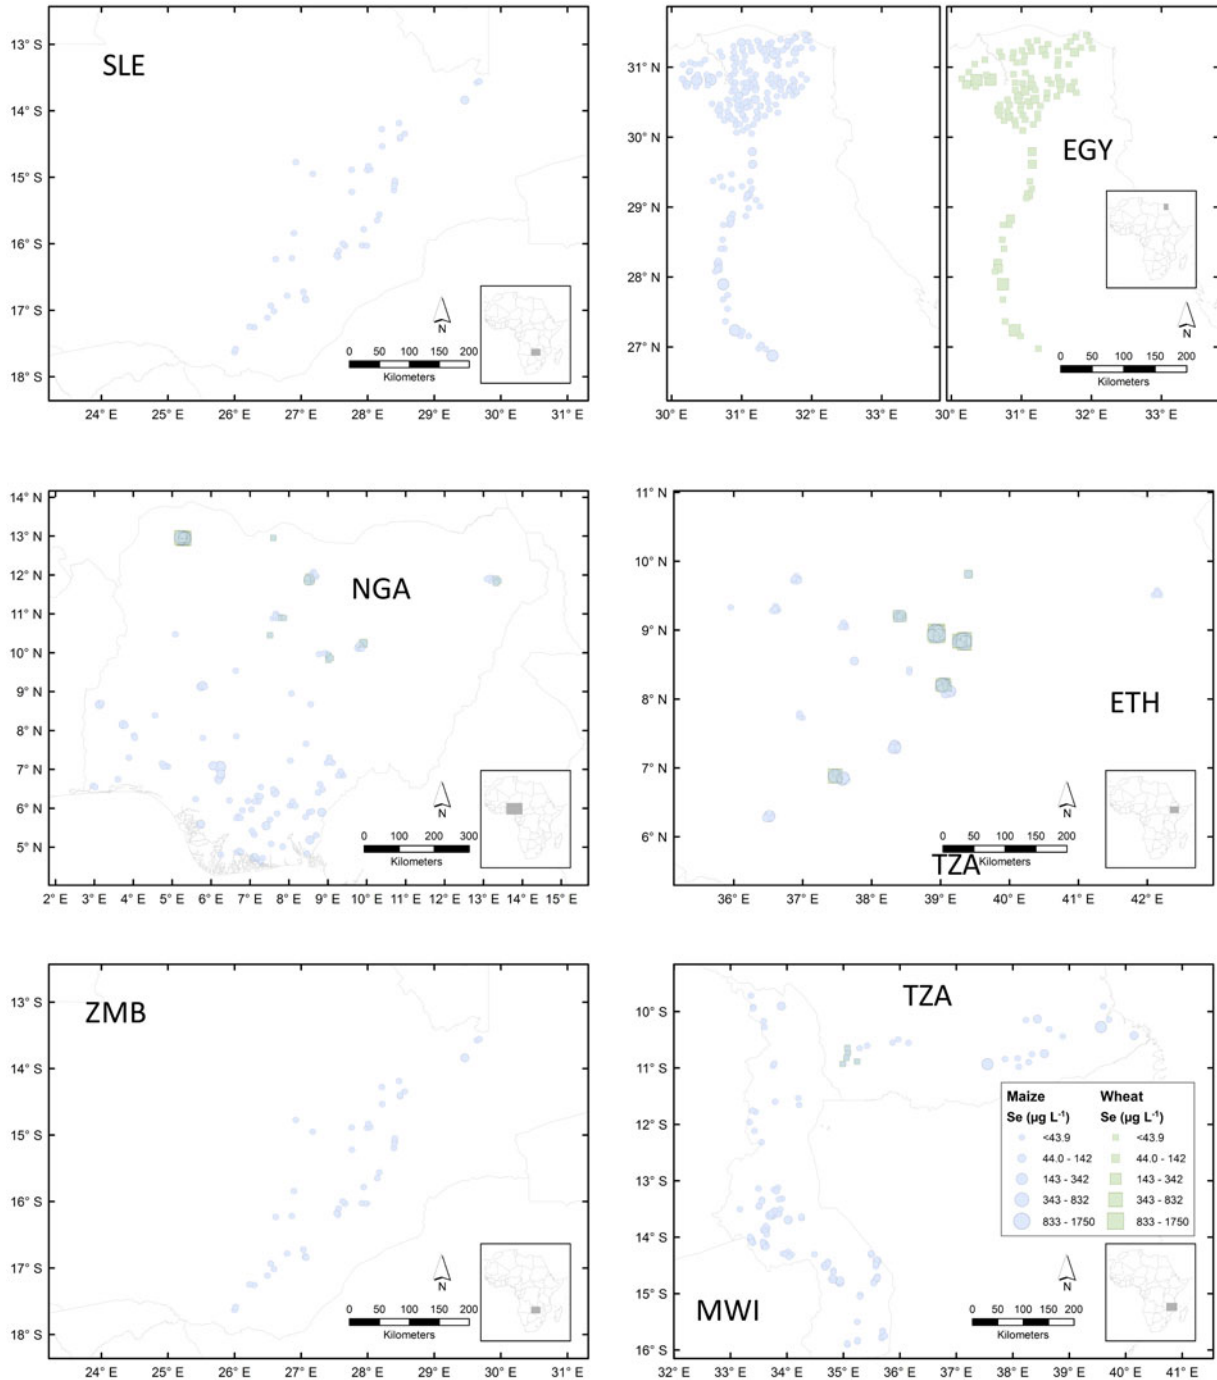 SLE
13° S
14° S
15° S
16° S
17° S
18° S
24° E 25° E 26° E 27° E 28° E 29° E 30° E 31° E
N
0 50 100 150 200
Kilometers
EGY
31° N
30° N
29° N
28° N
27° N
30° E 31° E 32° E 33° E
30° E 31° E 32° E 33° E
N
0 50 100 150 200
Kilometers
NGA
14° N
13° N
12° N
11° N
10° N
9° N
8° N
7° N
6° N
5° N
2° E 3° E 4° E 5° E 6° E 7° E 8° E 9° E 10° E 11° E 12° E 13° E 14° E 15° E
N
0 100 200 300
Kilometers
ETH
11° N
10° N
9° N
8° N
7° N
6° N
36° E 37° E 38° E 39° E 40° E 41° E 42° E
N
0 50 100 150 200
Kilometers
TZA
ZMB
13° S
14° S
15° S
16° S
17° S
18° S
24° E 25° E 26° E 27° E 28° E 29° E 30° E 31° E
N
0 50 100 150 200
Kilometers
TZA
MWI
10° S
11° S
12° S
13° S
14° S
15° S
16° S
32° E 33° E 34° E 35° E 36° E 37° E 38° E 39° E 40° E 41° E
Maize Wheat
Se (µg L⁻¹) Se (µg L⁻¹)
<43.9 <43.9
44.0 - 142 44.0 - 142
143 - 342 143 - 342
343 - 832 343 - 832
833 - 1750 833 - 1750
N
0 50 100 150 200
Kilometers